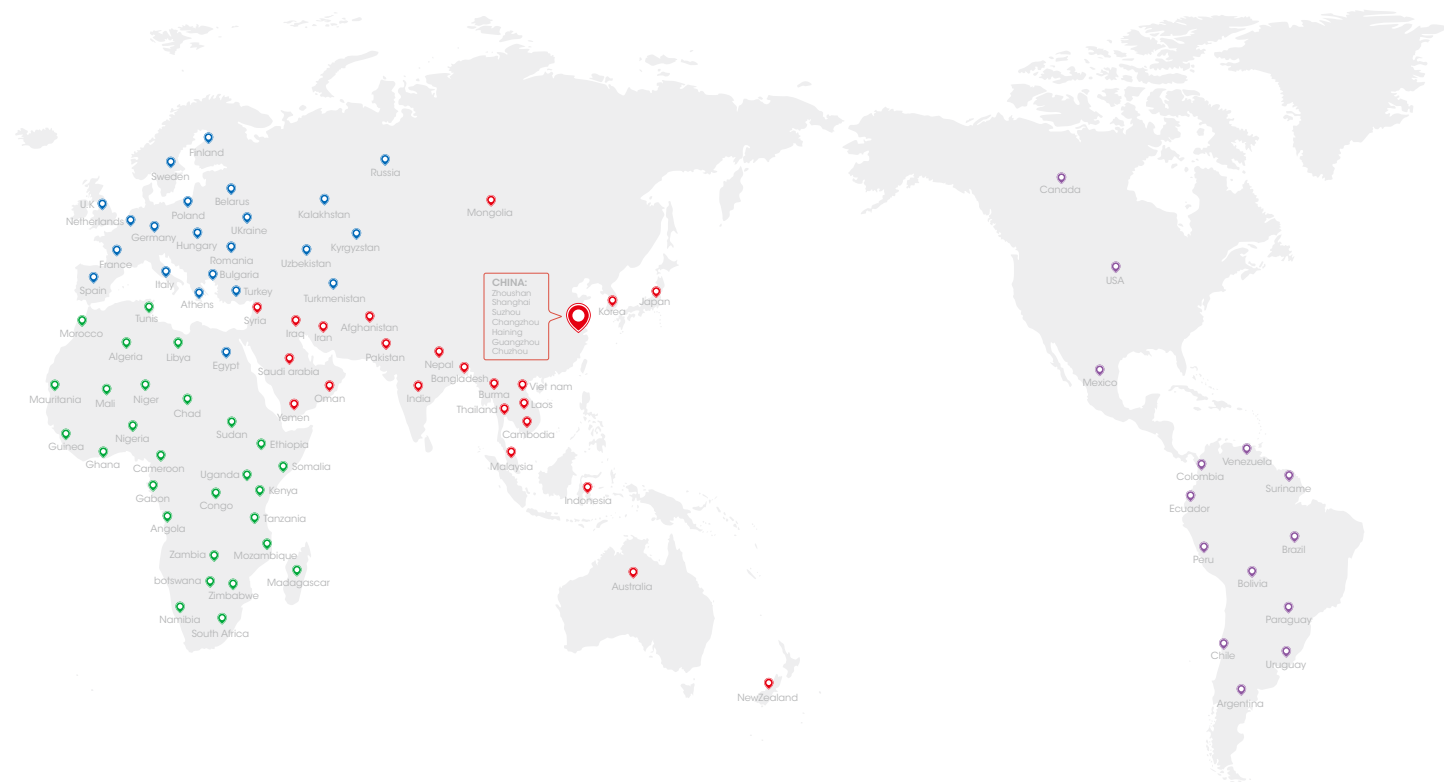 Finland
Sweden
Russia
Canada
U.K
Belarus
Poland
Kalakhstan
Mongolia
Netherlands
Germany
UKraine
Hungary
Kyrgyzstan
France
Romania
Uzbekistan
Italy
Bulgaria
USA
Spain
Athens
Turkey
Turkmenistan
CHINA:
Zhoushan
Shanghai
Suzhou
Changzhou
Haining
Guangzhou
Chuzhou
Korea
Japan
Tunis
Syria
Morocco
Iraq
Iran
Afghanistan
Algeria
Libya
Egypt
Saudi arabia
Pakistan
Nepal
Bangladesh
Mexico
Mauritania
Mali
Niger
Chad
Oman
India
Burma
Viet nam
Yemen
Thailand
Laos
Guinea
Nigeria
Sudan
Ethiopia
Cambodia
Ghana
Cameroon
Somalia
Malaysia
Venezuela
Colombia
Uganda
Suriname
Gabon
Congo
Kenya
Indonesia
Ecuador
Angola
Tanzania
Zambia
Mozambique
Peru
Brazil
botswana
Zimbabwe
Madagascar
Australia
Bolivia
Namibia
South Africa
Paraguay
Chile
Uruguay
NewZealand
Argentina